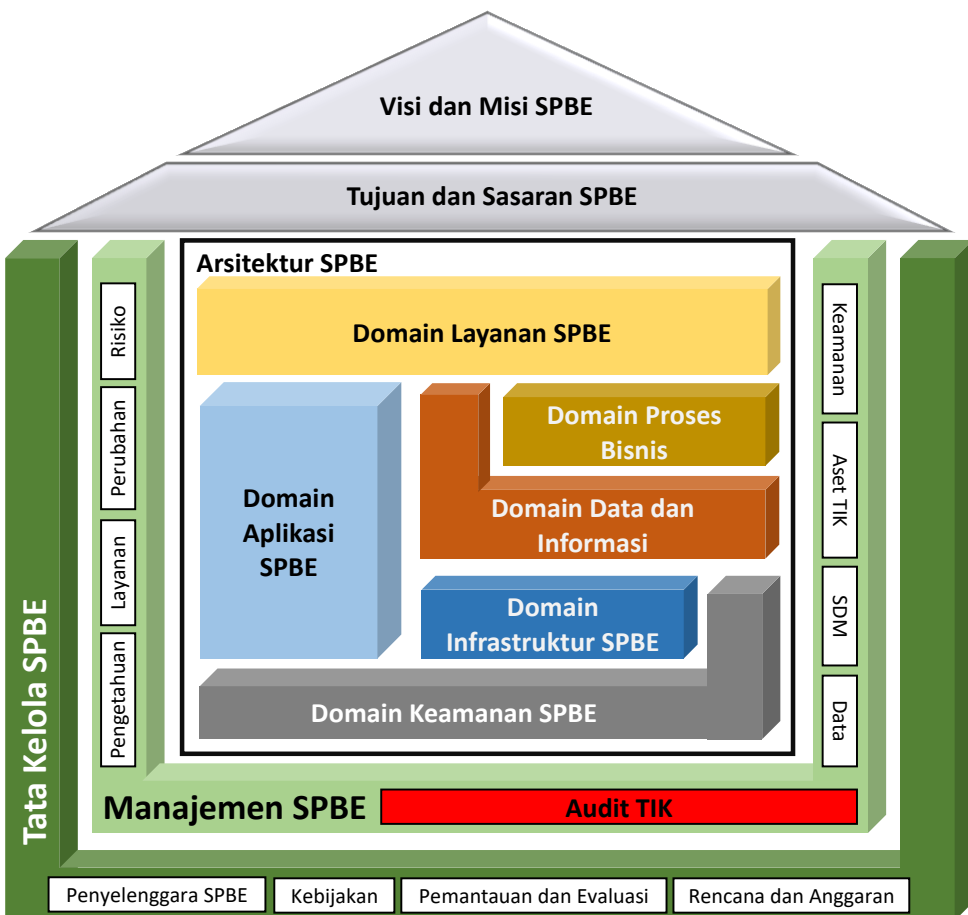 Visi dan Misi SPBE
Tujuan dan Sasaran SPBE
Arsitektur SPBE
Domain Layanan SPBE
Domain Aplikasi SPBE
Domain Proses
Bisnis
Domain Data dan
Informasi
Domain
Infrastruktur SPBE
Domain Keamanan SPBE
Risiko
Perubahan
Layanan
Pengetahuan
Keamanan
Aset TIK
SDM
Data
Tata Kelola SPBE
Manajemen SPBE
Audit TIK
Penyelenggara SPBE
Kebijakan
Pemantauan dan Evaluasi
Rencana dan Anggaran